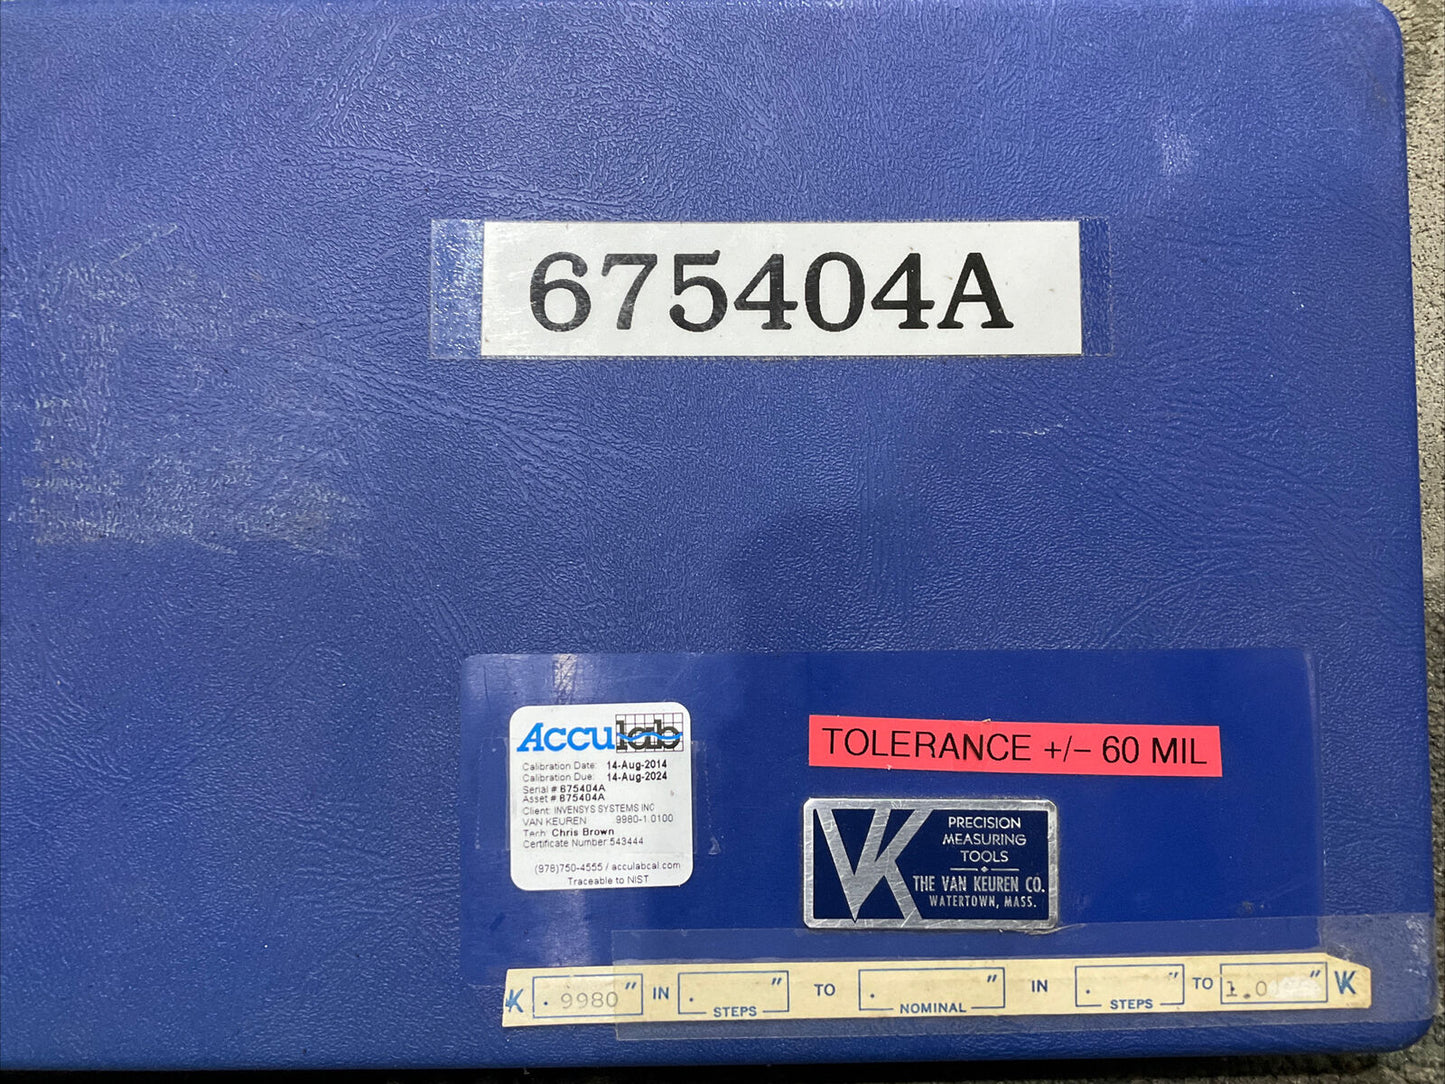 675404A
Acculab
Calibration Date: 14-Aug-2014
Calibration Due: 14-Aug-2024
Serial # 675404A
Asset # 675404A
Client: INVENSYS SYSTEMS INC
VAN KEUREN 9980-1.0100
Tech: Chris Brown
Certificate Number 543444
(978)750-4555 / acculabcal.com
Traceable to NIST
TOLERANCE +/- 60 MIL
VK
PRECISION
MEASURING
TOOLS
THE VAN KEUREN CO.
WATERTOWN, MASS.
VK .9980" IN ." STEPS TO ." NOMINAL IN ." STEPS TO 1.0 " VK